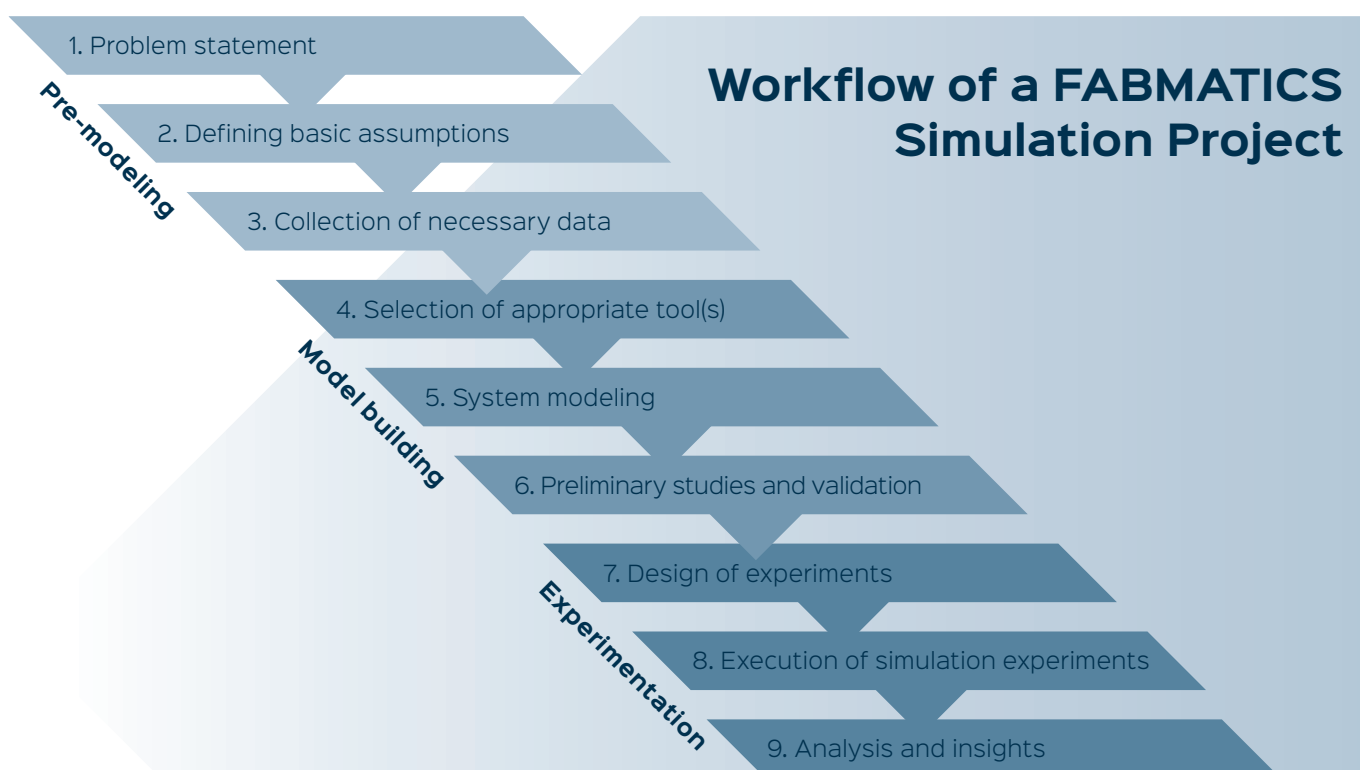 1. Problem statement
Workflow of a FABMATICS
Simulation Project
Pre-modeling
2. Defining basic assumptions
3. Collection of necessary data
4. Selection of appropriate tool(s)
Model building
5. System modeling
6. Preliminary studies and validation
7. Design of experiments
Experimentation
8. Execution of simulation experiments
9. Analysis and insights